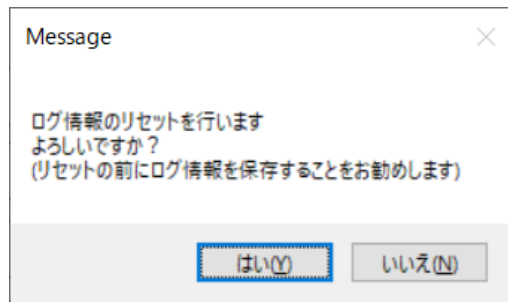 Message
ログ情報のリセットを行います
よろしいですか？
(リセットの前にログ情報を保存することをお勧めします)
はい(Y)
いいえ(N)